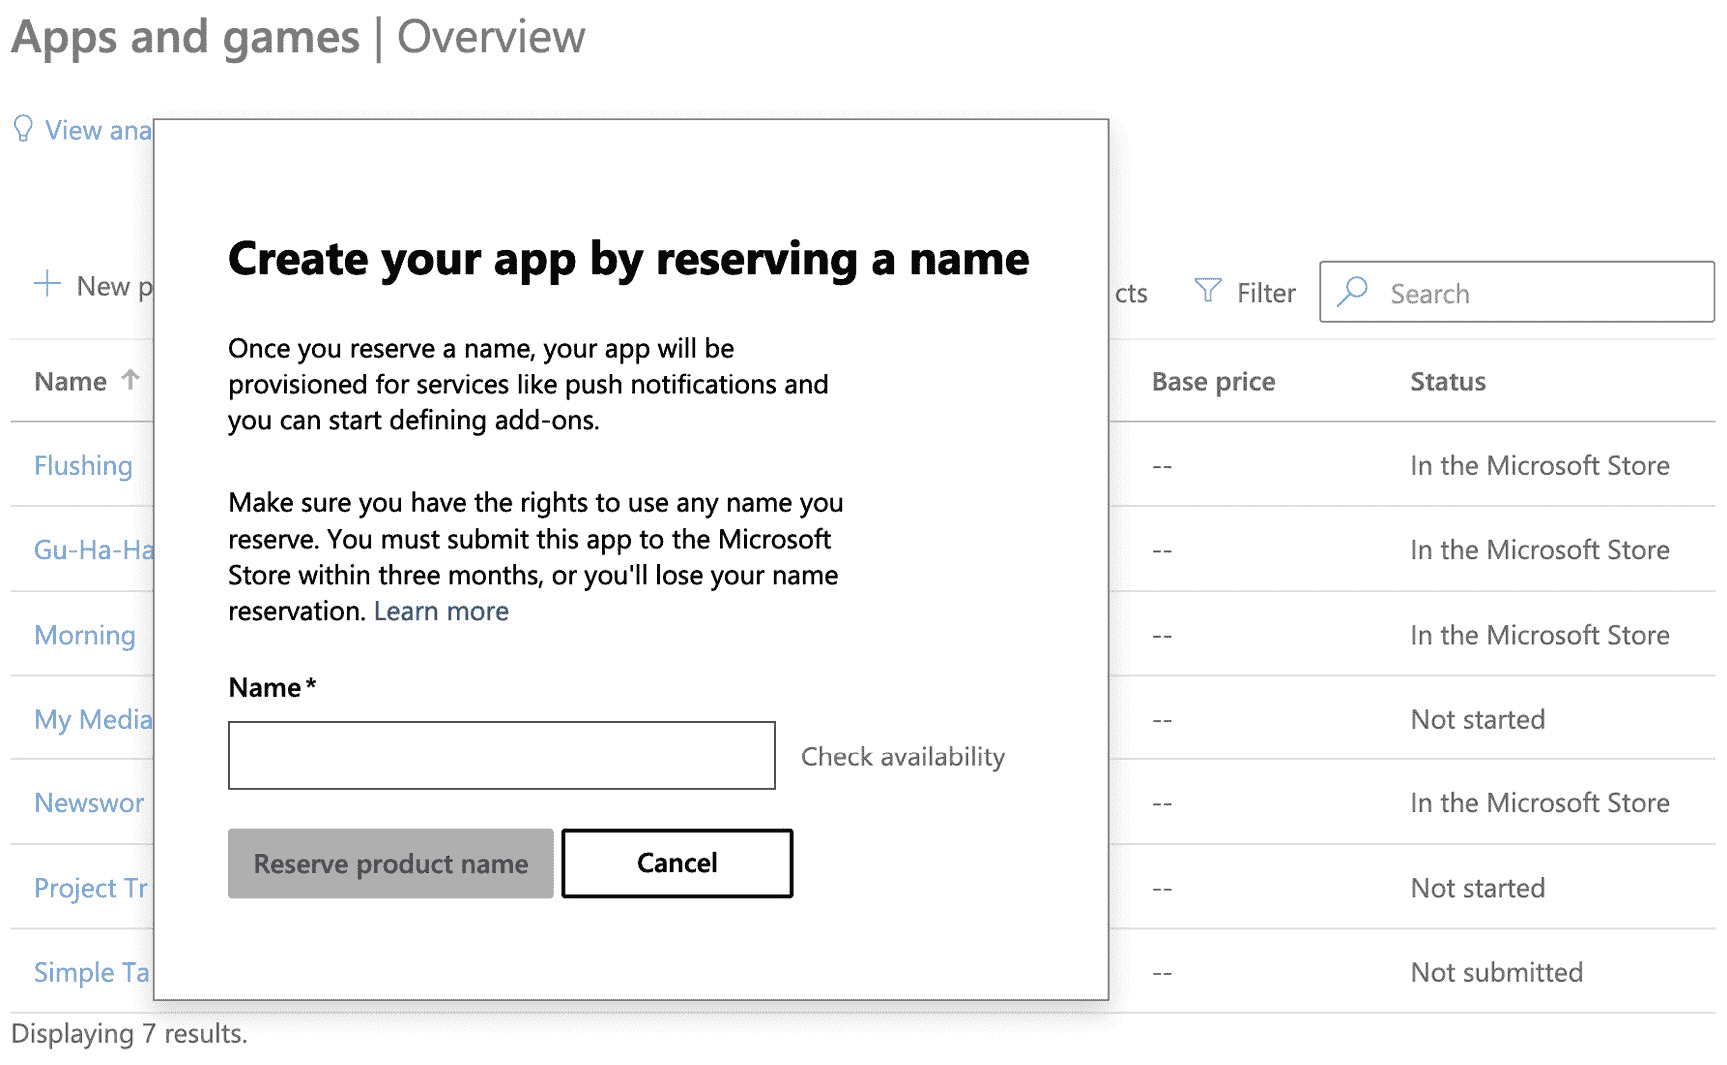 Apps and games | Overview
View ana
Create your app by reserving a name
Once you reserve a name, your app will be
provisioned for services like push notifications and
you can start defining add-ons.
Make sure you have the rights to use any name you
reserve. You must submit this app to the Microsoft
Store within three months, or you'll lose your name
reservation. Learn more
Name*
Check availability
Reserve product name Cancel
New p cts Filter Search
Name ↑ Base price Status
Flushing -- In the Microsoft Store
Gu-Ha-Ha -- In the Microsoft Store
Morning -- In the Microsoft Store
My Media -- Not started
Newswor -- In the Microsoft Store
Project Tr -- Not started
Simple Ta -- Not submitted
Displaying 7 results.